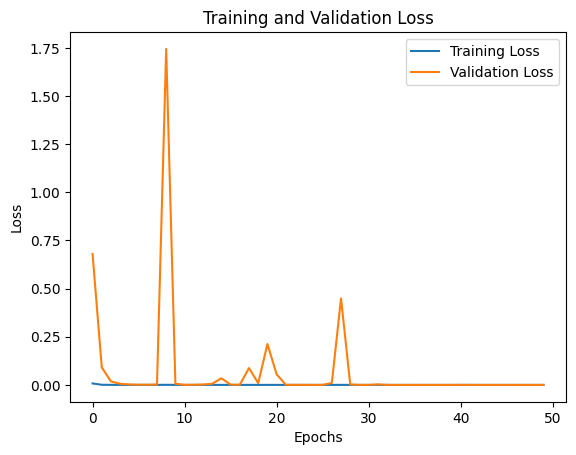 Training and Validation Loss
Training Loss
Validation Loss
1.75
1.50
1.25
1.00
0.75
0.50
0.25
0.00
Loss
0 10 20 30 40 50
Epochs